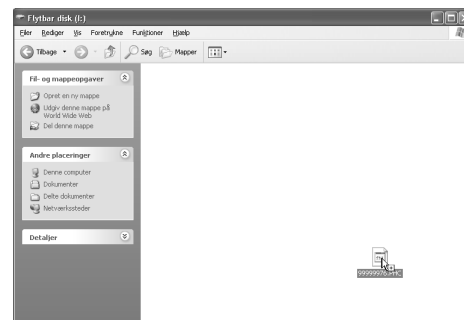 Flytbar disk (I:)
Filer Rediger Vis Foretrukne Funktioner Hjælp
Tilbage Søg Mapper
Fil- og mappeopgaver
Opret en ny mappe
Udgiv denne mappe på
World Wide Web
Del denne mappe
Andre placeringer
Denne computer
Dokumenter
Delte dokumenter
Netværkssteder
Detaljer